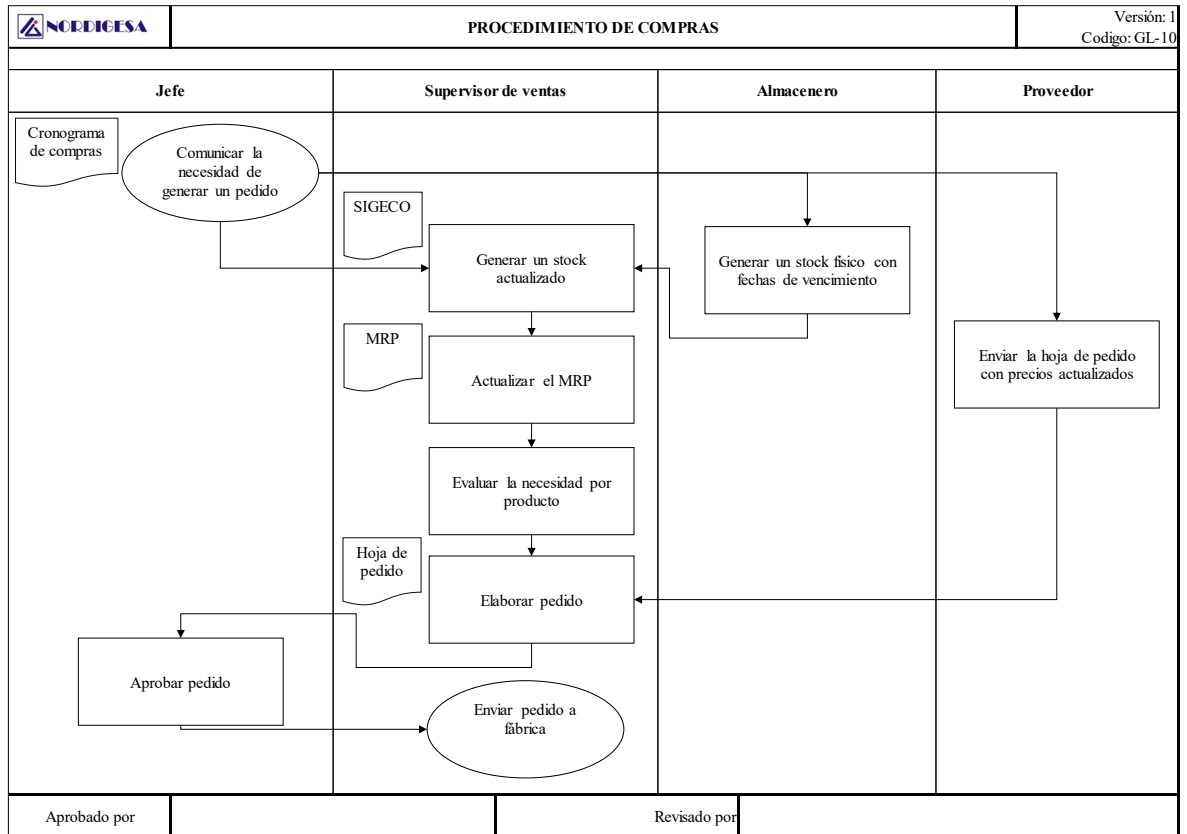 NORDIGESA
PROCEDIMIENTO DE COMPRAS
Versión: 1
Codigo: GL-10
Jefe
Supervisor de ventas
Almacenero
Proveedor
Cronograma
de compras
Comunicar la
necesidad de
generar un pedido
SIGECO
Generar un stock
actualizado
Generar un stock físico con
fechas de vencimiento
MRP
Actualizar el MRP
Enviar la hoja de pedido
con precios actualizados
Evaluar la necesidad por
producto
Hoja de
pedido
Elaborar pedido
Aprobar pedido
Enviar pedido a
fábrica
Aprobado por
Revisado por